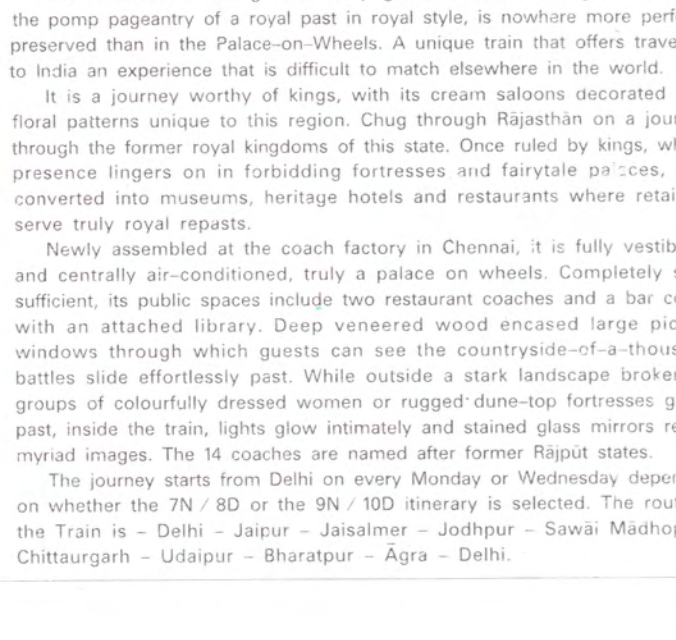 the pomp pageantry of a royal past in royal style, is nowhere more perf
preserved than in the Palace-on-Wheels. A unique train that offers trave
to India an experience that is difficult to match elsewhere in the world.
It is a journey worthy of kings, with its cream saloons decorated
floral patterns unique to this region. Chug through Rājasthān on a jour
through the former royal kingdoms of this state. Once ruled by kings, wh
presence lingers on in forbidding fortresses and fairytale
converted into museums, heritage hotels and restaurants where retai
serve truly royal repasts.
Newly assembled at the coach factory in Chennai, it is fully vestib
and centrally air-conditioned, truly a palace on wheels. Completely s
sufficient, its public spaces include two restaurant coaches and a bar c
with an attached library. Deep veneered wood encased large pic
windows through which guests can see the countryside-of-a-thous
battles slide effortlessly past. While outside a stark landscape broken
groups of colourfully dressed women or rugged dune-top fortresses g
past, inside the train, lights glow intimately and stained glass mirrors re
myriad images. The 14 coaches are named after former Rājpūt states.
The journey starts from Delhi on every Monday or Wednesday deper
on whether the 7N / 8D or the 9N / 10D itinerary is selected. The rou
the Train is – Delhi – Jaipur – Jaisalmer – Jodhpur – Sawāi Mādhop
Chittaurgarh – Udaipur – Bharatpur – Āgra – Delhi.